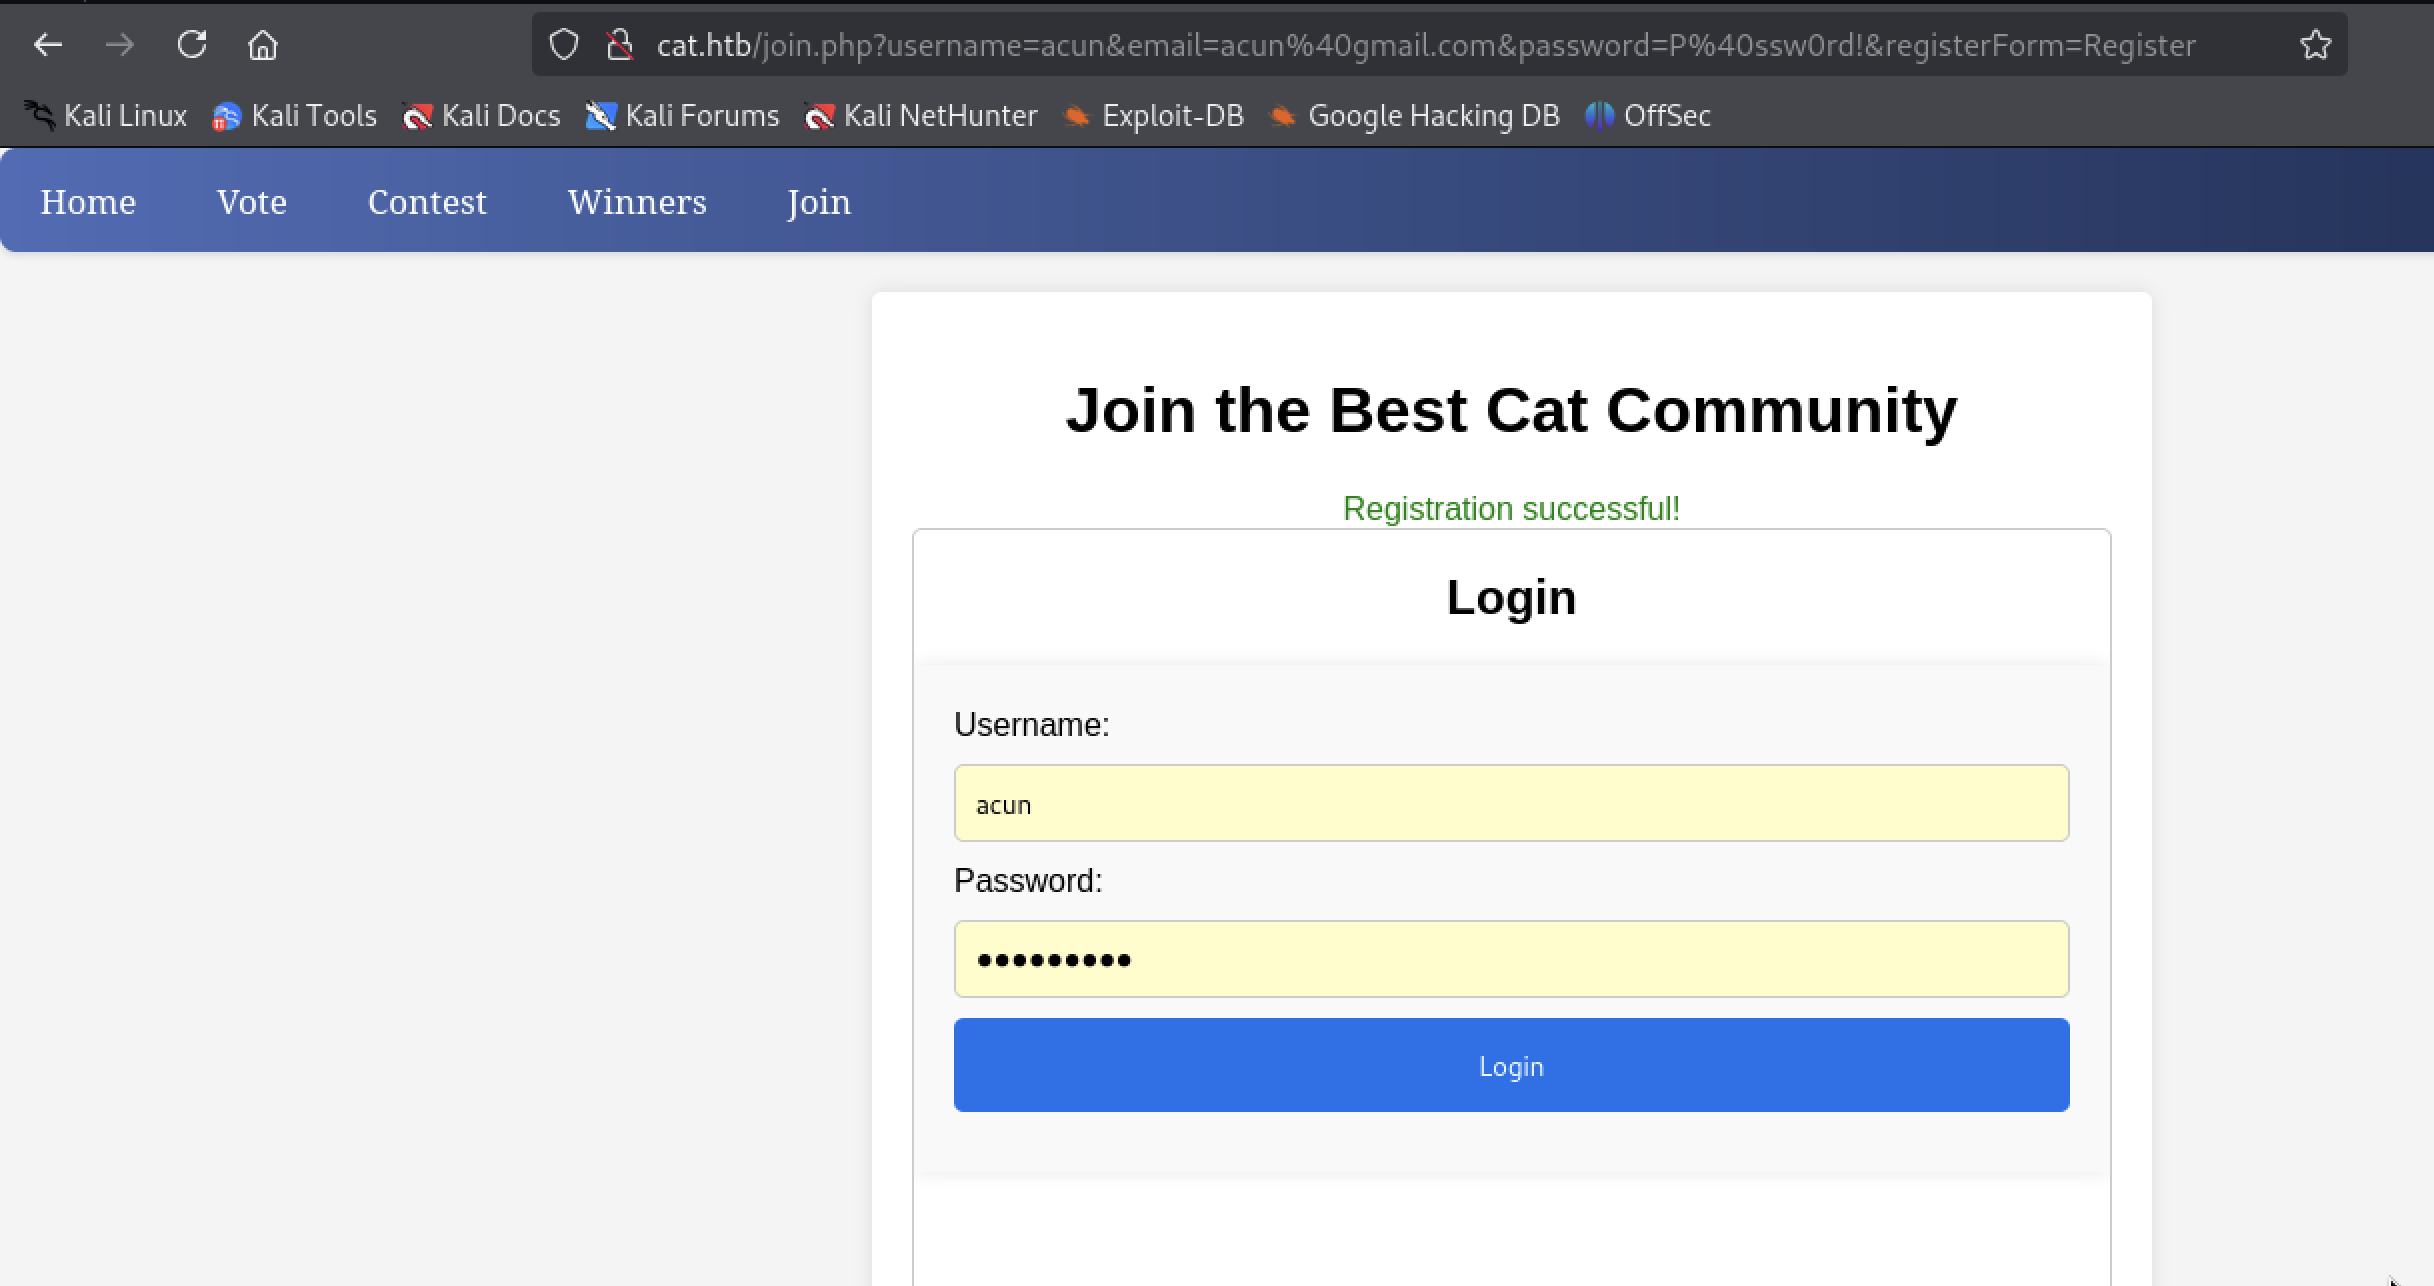 cat.htb/join.php?username=acun&email=acun%40gmail.com&password=P%40ssw0rd!&registerForm=Register
Kali Linux Kali Tools Kali Docs Kali Forums Kali NetHunter Exploit-DB Google Hacking DB OffSec
Home Vote Contest Winners Join
Join the Best Cat Community
Registration successful!
Login
Username:
acun
Password:
•••••••••
Login